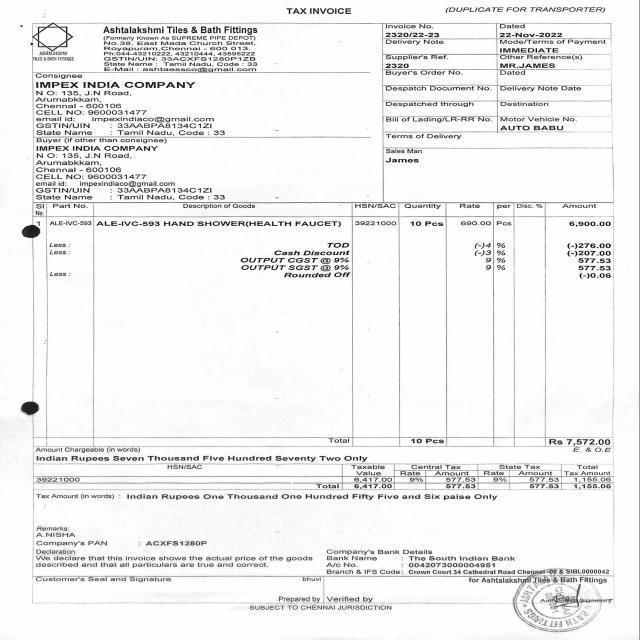 TAX INVOICE
(DUPLICATE FOR TRANSPORTER)
ASHTALAKSHMI
TILES & BATH FITTINGS
Ashtalakshmi Tiles & Bath Fittings
(Formerly Known As SUPREME PIPE DEPOT)
No.38, East Mada Church Street,
Royapuram,Chennai - 600 013.
Ph:044-43210222, 43210444, 43595222
GSTIN/UIN: 33ACXFS1280P1ZB
State Name : Tamil Nadu, Code : 33
E-Mail : ashtaessco@gmail.com
Invoice No.
2320/22-23
Dated
22-Nov-2022
Delivery Note
Mode/Terms of Payment
IMMEDIATE
Supplier's Ref.
2320
Other Reference(s)
MR.JAMES
Buyer's Order No.
Dated
Despatch Document No.
Delivery Note Date
Despatched through
Destination
Bill of Lading/LR-RR No.
Motor Vehicle No.
AUTO BABU
Terms of Delivery
Sales Man
James
Consignee
IMPEX INDIA COMPANY
N O: 135, J.N Road,
Arumabkkam,
Chennai - 600106
CELL NO: 9600031477
email id: impexindiaco@gmail.com
GSTIN/UIN : 33AABPA8134C1ZI
State Name : Tamil Nadu, Code : 33
Buyer (if other than consignee)
IMPEX INDIA COMPANY
N O: 135, J.N Road,
Arumabkkam,
Chennai - 600106
CELL NO: 9600031477
email id: impexindiaco@gmail.com
GSTIN/UIN : 33AABPA8134C1ZI
State Name : Tamil Nadu, Code : 33
Sl No. Part No. Description of Goods HSN/SAC Quantity Rate per Disc. % Amount
1 ALE-IVC-593 ALE-IVC-593 HAND SHOWER(HEALTH FAUCET) 39221000 10 Pcs 690.00 Pcs 6,900.00
Less : TOD (-)4 % (-)276.00
Less : Cash Discount (-)3 % (-)207.00
OUTPUT CGST @ 9% 9 % 577.53
OUTPUT SGST @ 9% 9 % 577.53
Less : Rounded Off (-)0.06
Total 10 Pcs Rs 7,572.00
Amount Chargeable (in words) E. & O.E
Indian Rupees Seven Thousand Five Hundred Seventy Two Only
HSN/SAC Taxable Value Central Tax Rate Amount State Tax Rate Amount Total Tax Amount
39221000 6,417.00 9% 577.53 9% 577.53 1,155.06
Total 6,417.00 577.53 577.53 1,155.06
Tax Amount (in words) : Indian Rupees One Thousand One Hundred Fifty Five and Six paise Only
Remarks:
A.NISHA
Company's PAN : ACXFS1280P
Declaration
We declare that this invoice shows the actual price of the goods
described and that all particulars are true and correct.
Company's Bank Details
Bank Name : The South Indian Bank
A/c No. : 0042073000004951
Branch & IFS Code: Crown Court 34 Cathedral Road Chennai -86 & SIBL0000042
Customer's Seal and Signature
bhuvi
for Ashtalakshmi Tiles & Bath Fittings
Prepared by Verified by
SUBJECT TO CHENNAI JURISDICTION